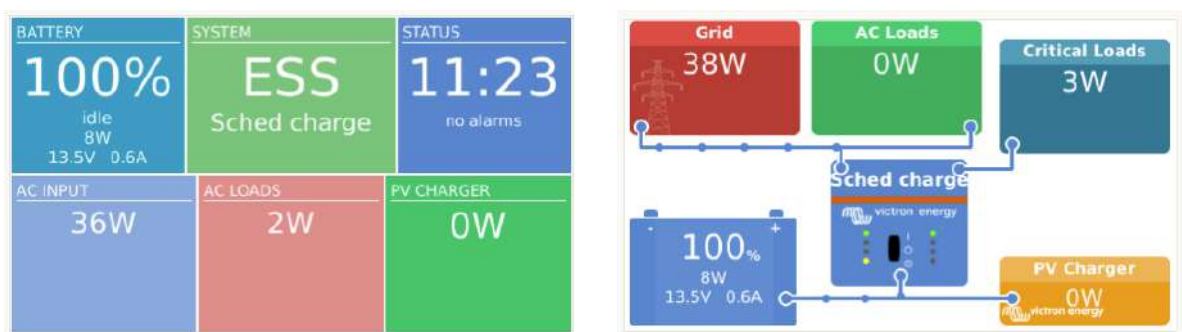 BATTERY
100%
idle
8W
13.5V 0.6A
SYSTEM
ESS
Sched charge
STATUS
11:23
no alarms
AC INPUT
36W
AC LOADS
2W
PV CHARGER
0W
Grid
38W
AC Loads
0W
Critical Loads
3W
Sched charge
victron energy
- +
100%
8W
13.5V 0.6A
PV Charger
0W
victron energy